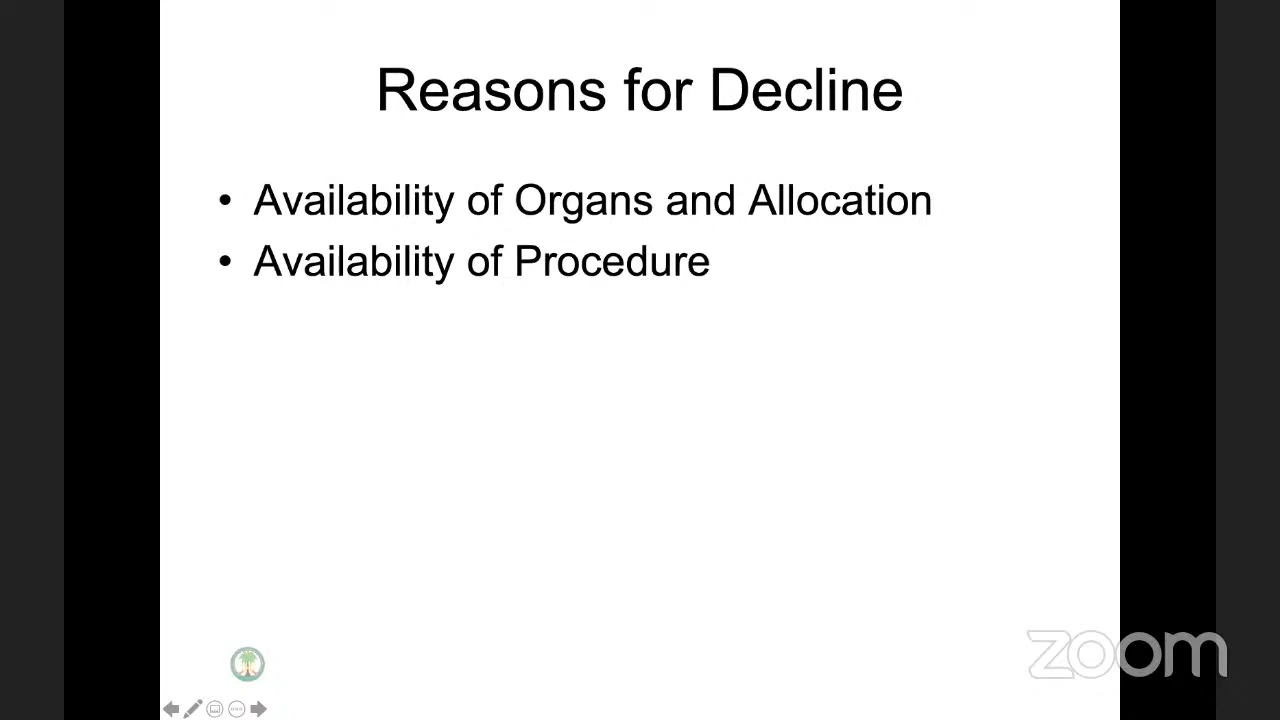 Reasons for Decline
• Availability of Organs and Allocation
• Availability of Procedure
zoom